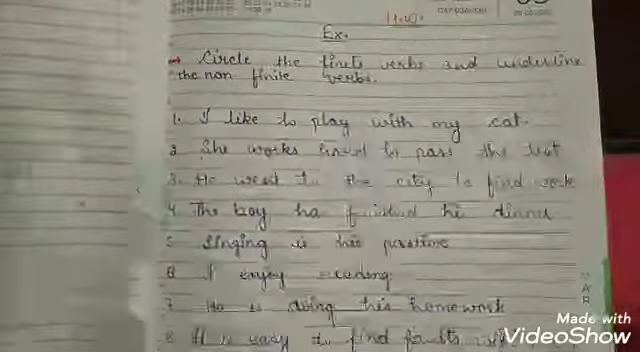 H.W.
Ex.
→ Circle the finite verbs and underline
the non finite verbs.
1. I like to play with my cat.
2 She works hard to pass the test
3. He went to the city to find work
4. The boy ha finished he dinner
5 Singing is his pastime
6 I enjoy reading
7 He is doing his homework
8 It is easy to find faults with
Made with
VideoShow